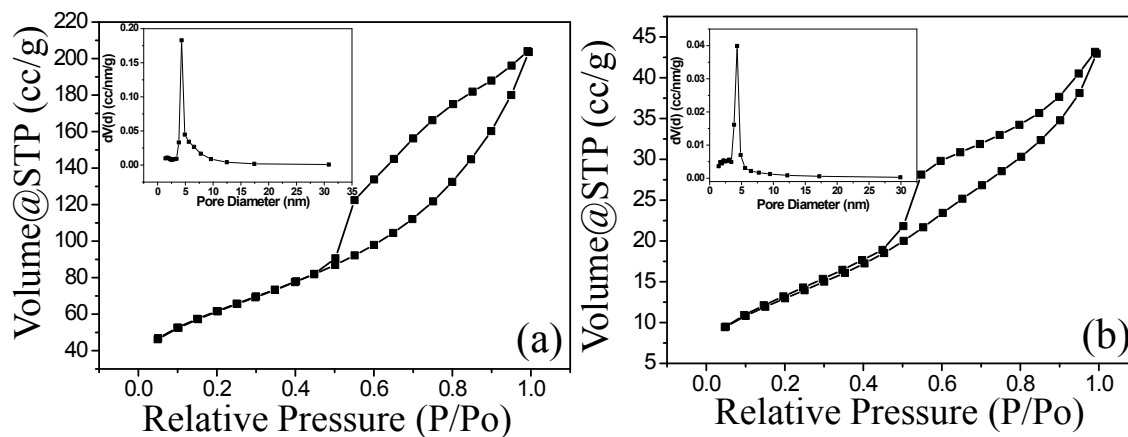 220
200
180
160
140
120
100
80
60
40
Volume@STP (cc/g)
0.0 0.2 0.4 0.6 0.8 1.0
Relative Pressure (P/Po)
(a)
0.20
0.15
0.10
0.05
0.00
dV(d) (cc/nm/g)
0 5 10 15 20 25 30 35
Pore Diameter (nm)
45
40
35
30
25
20
15
10
5
Volume@STP (cc/g)
0.0 0.2 0.4 0.6 0.8 1.0
Relative Pressure (P/Po)
(b)
0.04
0.03
0.02
0.01
0.00
dV(d) (cc/nm/g)
0 5 10 15 20 25 30
Pore Diameter (nm)